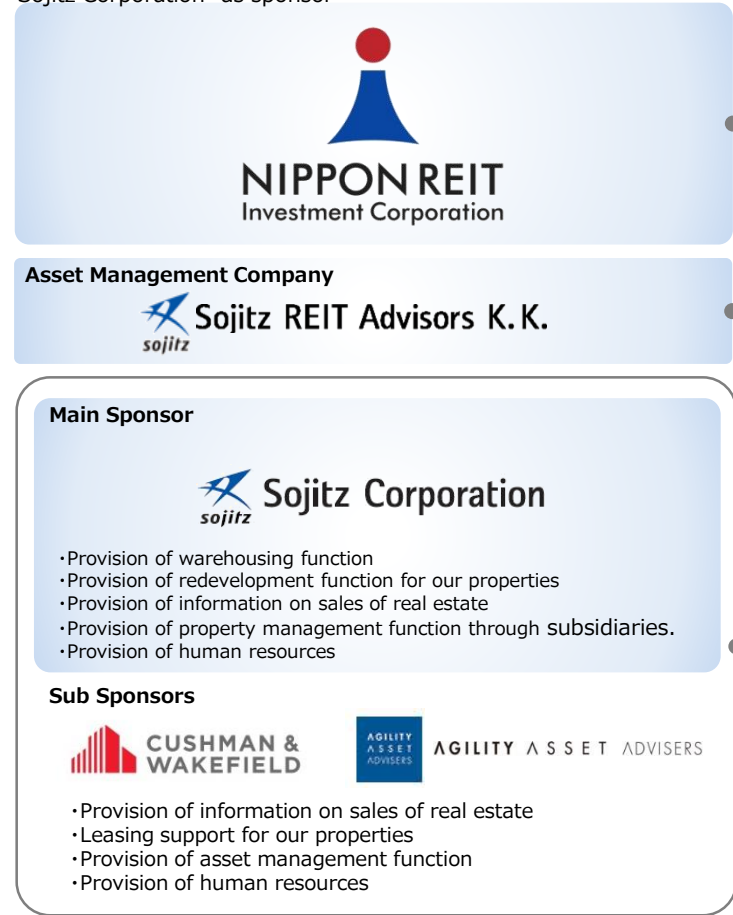 Sojitz Corporation as sponsor
NIPPON REIT
Investment Corporation
Asset Management Company
sojitz
Sojitz REIT Advisors K.K.
Main Sponsor
sojitz
Sojitz Corporation
・Provision of warehousing function
・Provision of redevelopment function for our properties
・Provision of information on sales of real estate
・Provision of property management function through subsidiaries.
・Provision of human resources
Sub Sponsors
CUSHMAN &
WAKEFIELD
AGILITY
ASSET
ADVISERS
AGILITY ASSET ADVISERS
・Provision of information on sales of real estate
・Leasing support for our properties
・Provision of asset management function
・Provision of human resources